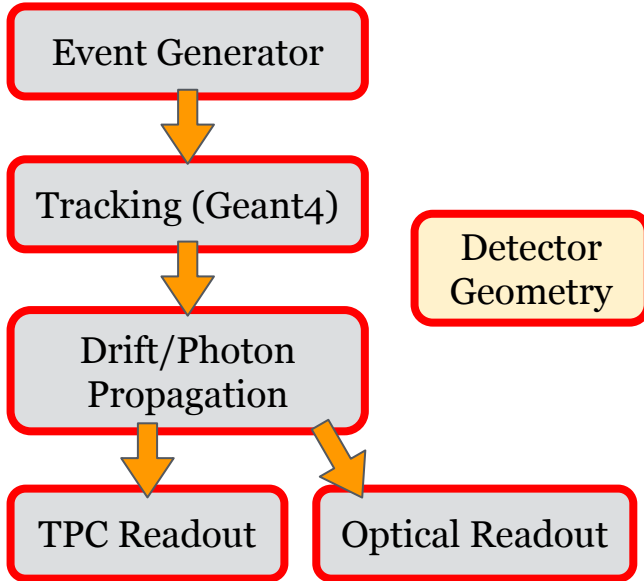 Event Generator
Tracking (Geant4)
Detector
Geometry
Drift/Photon
Propagation
TPC Readout
Optical Readout